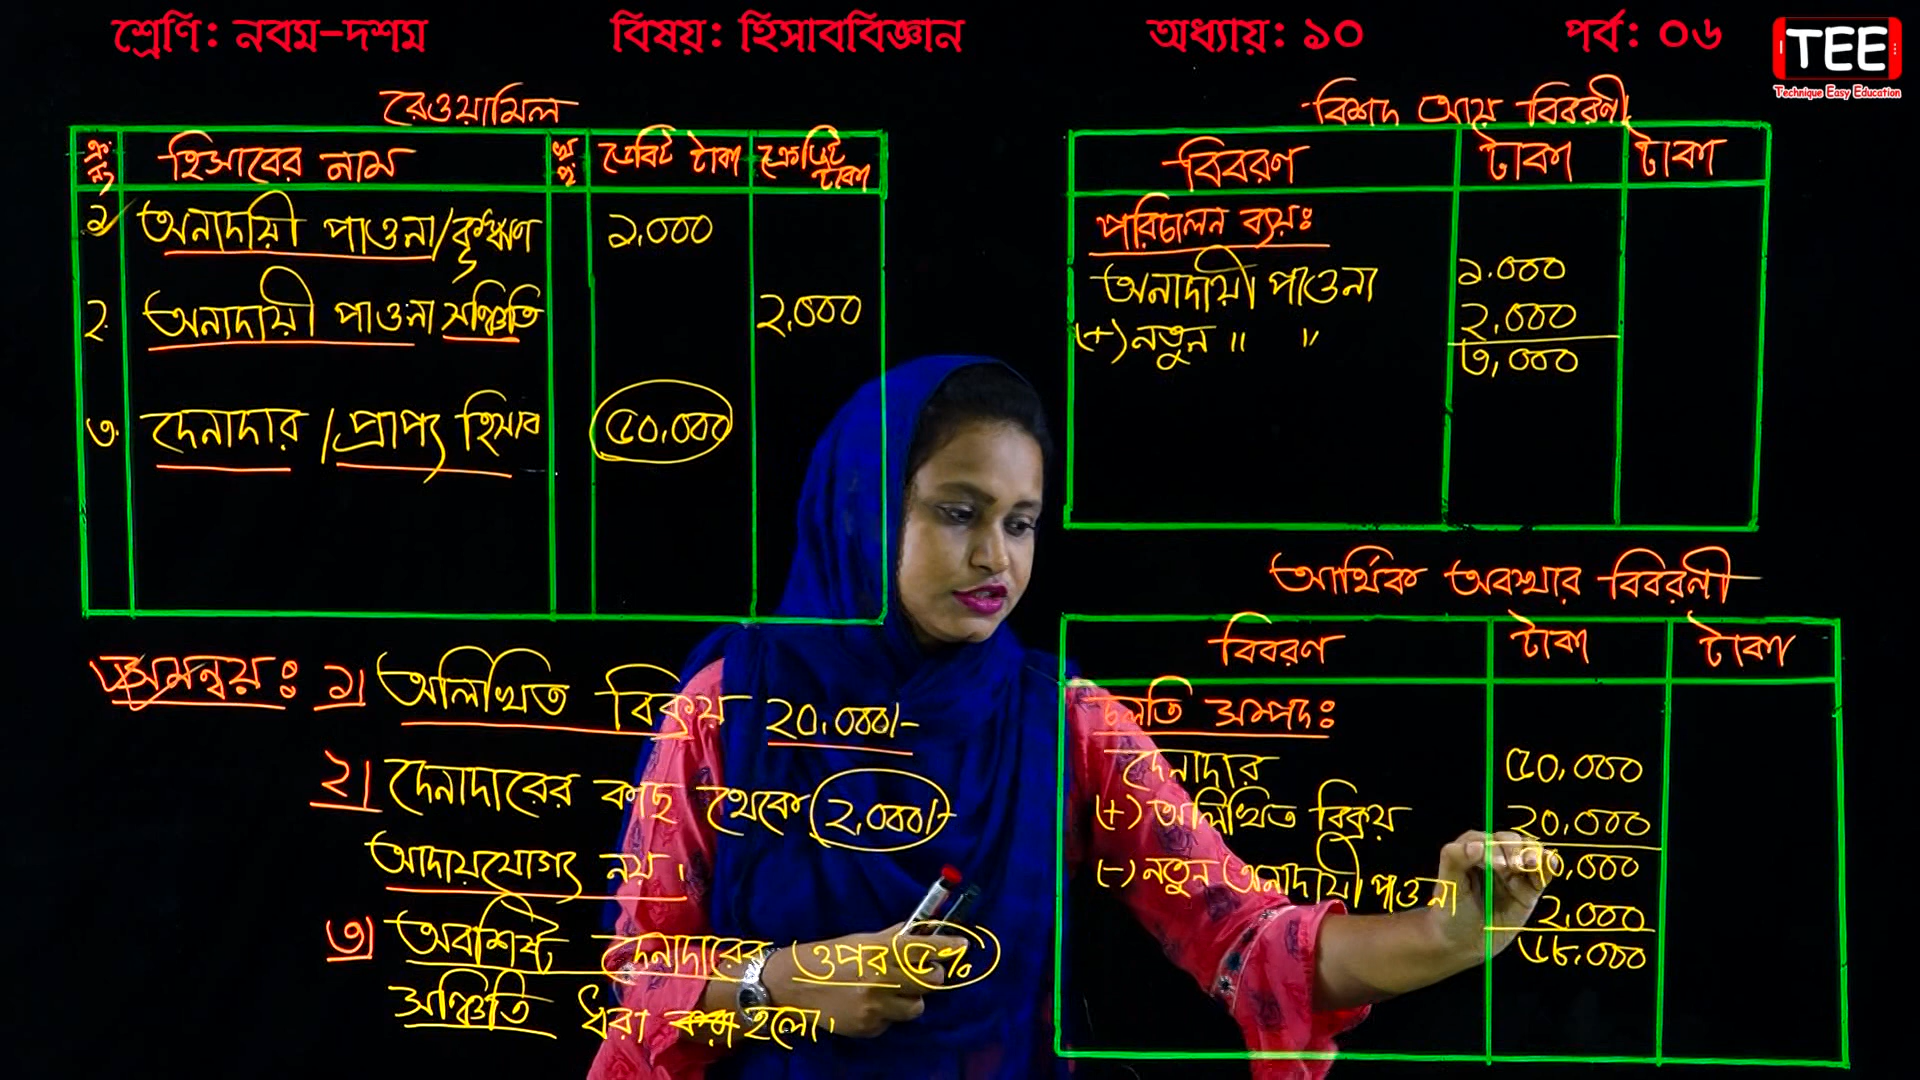 শ্রেণি: নবম-দশম বিষয়: হিসাববিজ্ঞান অধ্যায়: ১০ পর্ব: ০৬
TEE
Technique Easy Education
রেওয়ামিল
ক্র: নং হিসাবের নাম খ: পৃ: ডেবিট টাকা ক্রেডিট টাকা
১ অনাদায়ী পাওনা/কুঋণ ১,০০০
২. অনাদায়ী পাওনা সঞ্চিতি ২,০০০
৩. দেনাদার/প্রাপ্য হিসাব ৫০,০০০
সমন্বয়ঃ ১| অলিখিত বিক্রয় ২০,০০০/-
২| দেনাদারের কাছ থেকে ২,০০০/-
আদায়যোগ্য নয়।
৩| অবশিষ্ট দেনাদারের ওপর ৫%
সঞ্চিতি ধরা হলো।
বিশদ আয় বিবরণী
বিবরণ টাকা টাকা
পরিচালন ব্যয়ঃ
অনাদায়ী পাওনা ১,০০০
(+) নতুন " " ২,০০০
৩,০০০
আর্থিক অবস্থার বিবরণী
বিবরণ টাকা টাকা
চলতি সম্পদঃ
দেনাদার ৫০,০০০
(+) অলিখিত বিক্রয় ২০,০০০
(-) নতুন অনাদায়ী পাওনা ২,০০০